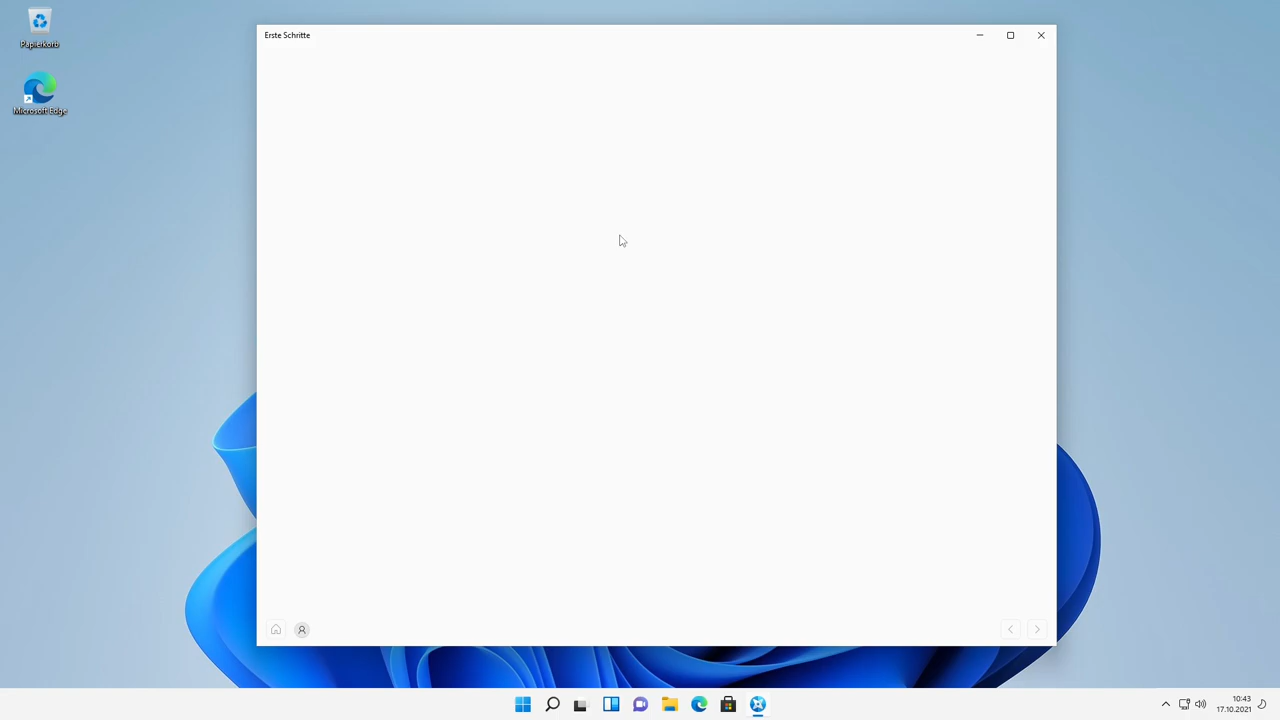 Papierkorb
Microsoft Edge
Erste Schritte
10:43
17.10.2021